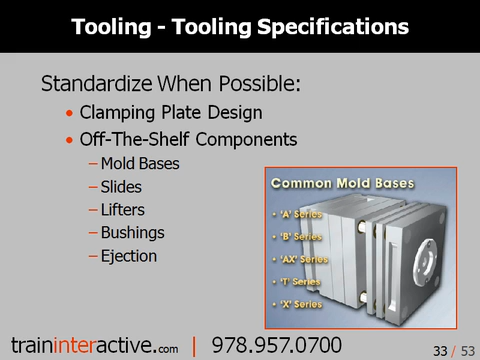 Tooling - Tooling Specifications
Standardize When Possible:
• Clamping Plate Design
• Off-The-Shelf Components
– Mold Bases
– Slides
– Lifters
– Bushings
– Ejection
Common Mold Bases
• 'A' Series
• 'B' Series
• 'AX' Series
• 'T' Series
• 'X' Series
traininteractive.com | 978.957.0700
33 / 53